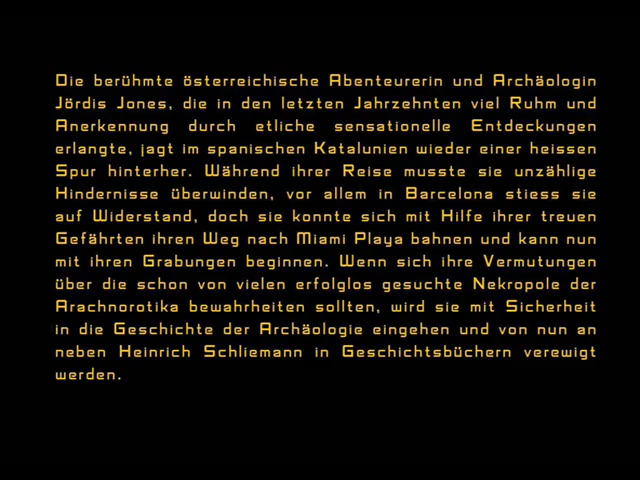 Die berühmte österreichische Abenteurerin und Archäologin
Jördis Jones, die in den letzten Jahrzehnten viel Ruhm und
Anerkennung durch etliche sensationelle Entdeckungen
erlangte, jagt im spanischen Katalunien wieder einer heissen
Spur hinterher. Während ihrer Reise musste sie unzählige
Hindernisse überwinden, vor allem in Barcelona stiess sie
auf Widerstand, doch sie konnte sich mit Hilfe ihrer treuen
Gefährten ihren Weg nach Miami Playa bahnen und kann nun
mit ihren Grabungen beginnen. Wenn sich ihre Vermutungen
über die schon von vielen erfolglos gesuchte Nekropole der
Arachnorotika bewahrheiten sollten, wird sie mit Sicherheit
in die Geschichte der Archäologie eingehen und von nun an
neben Heinrich Schliemann in Geschichtsbüchern verewigt
werden.